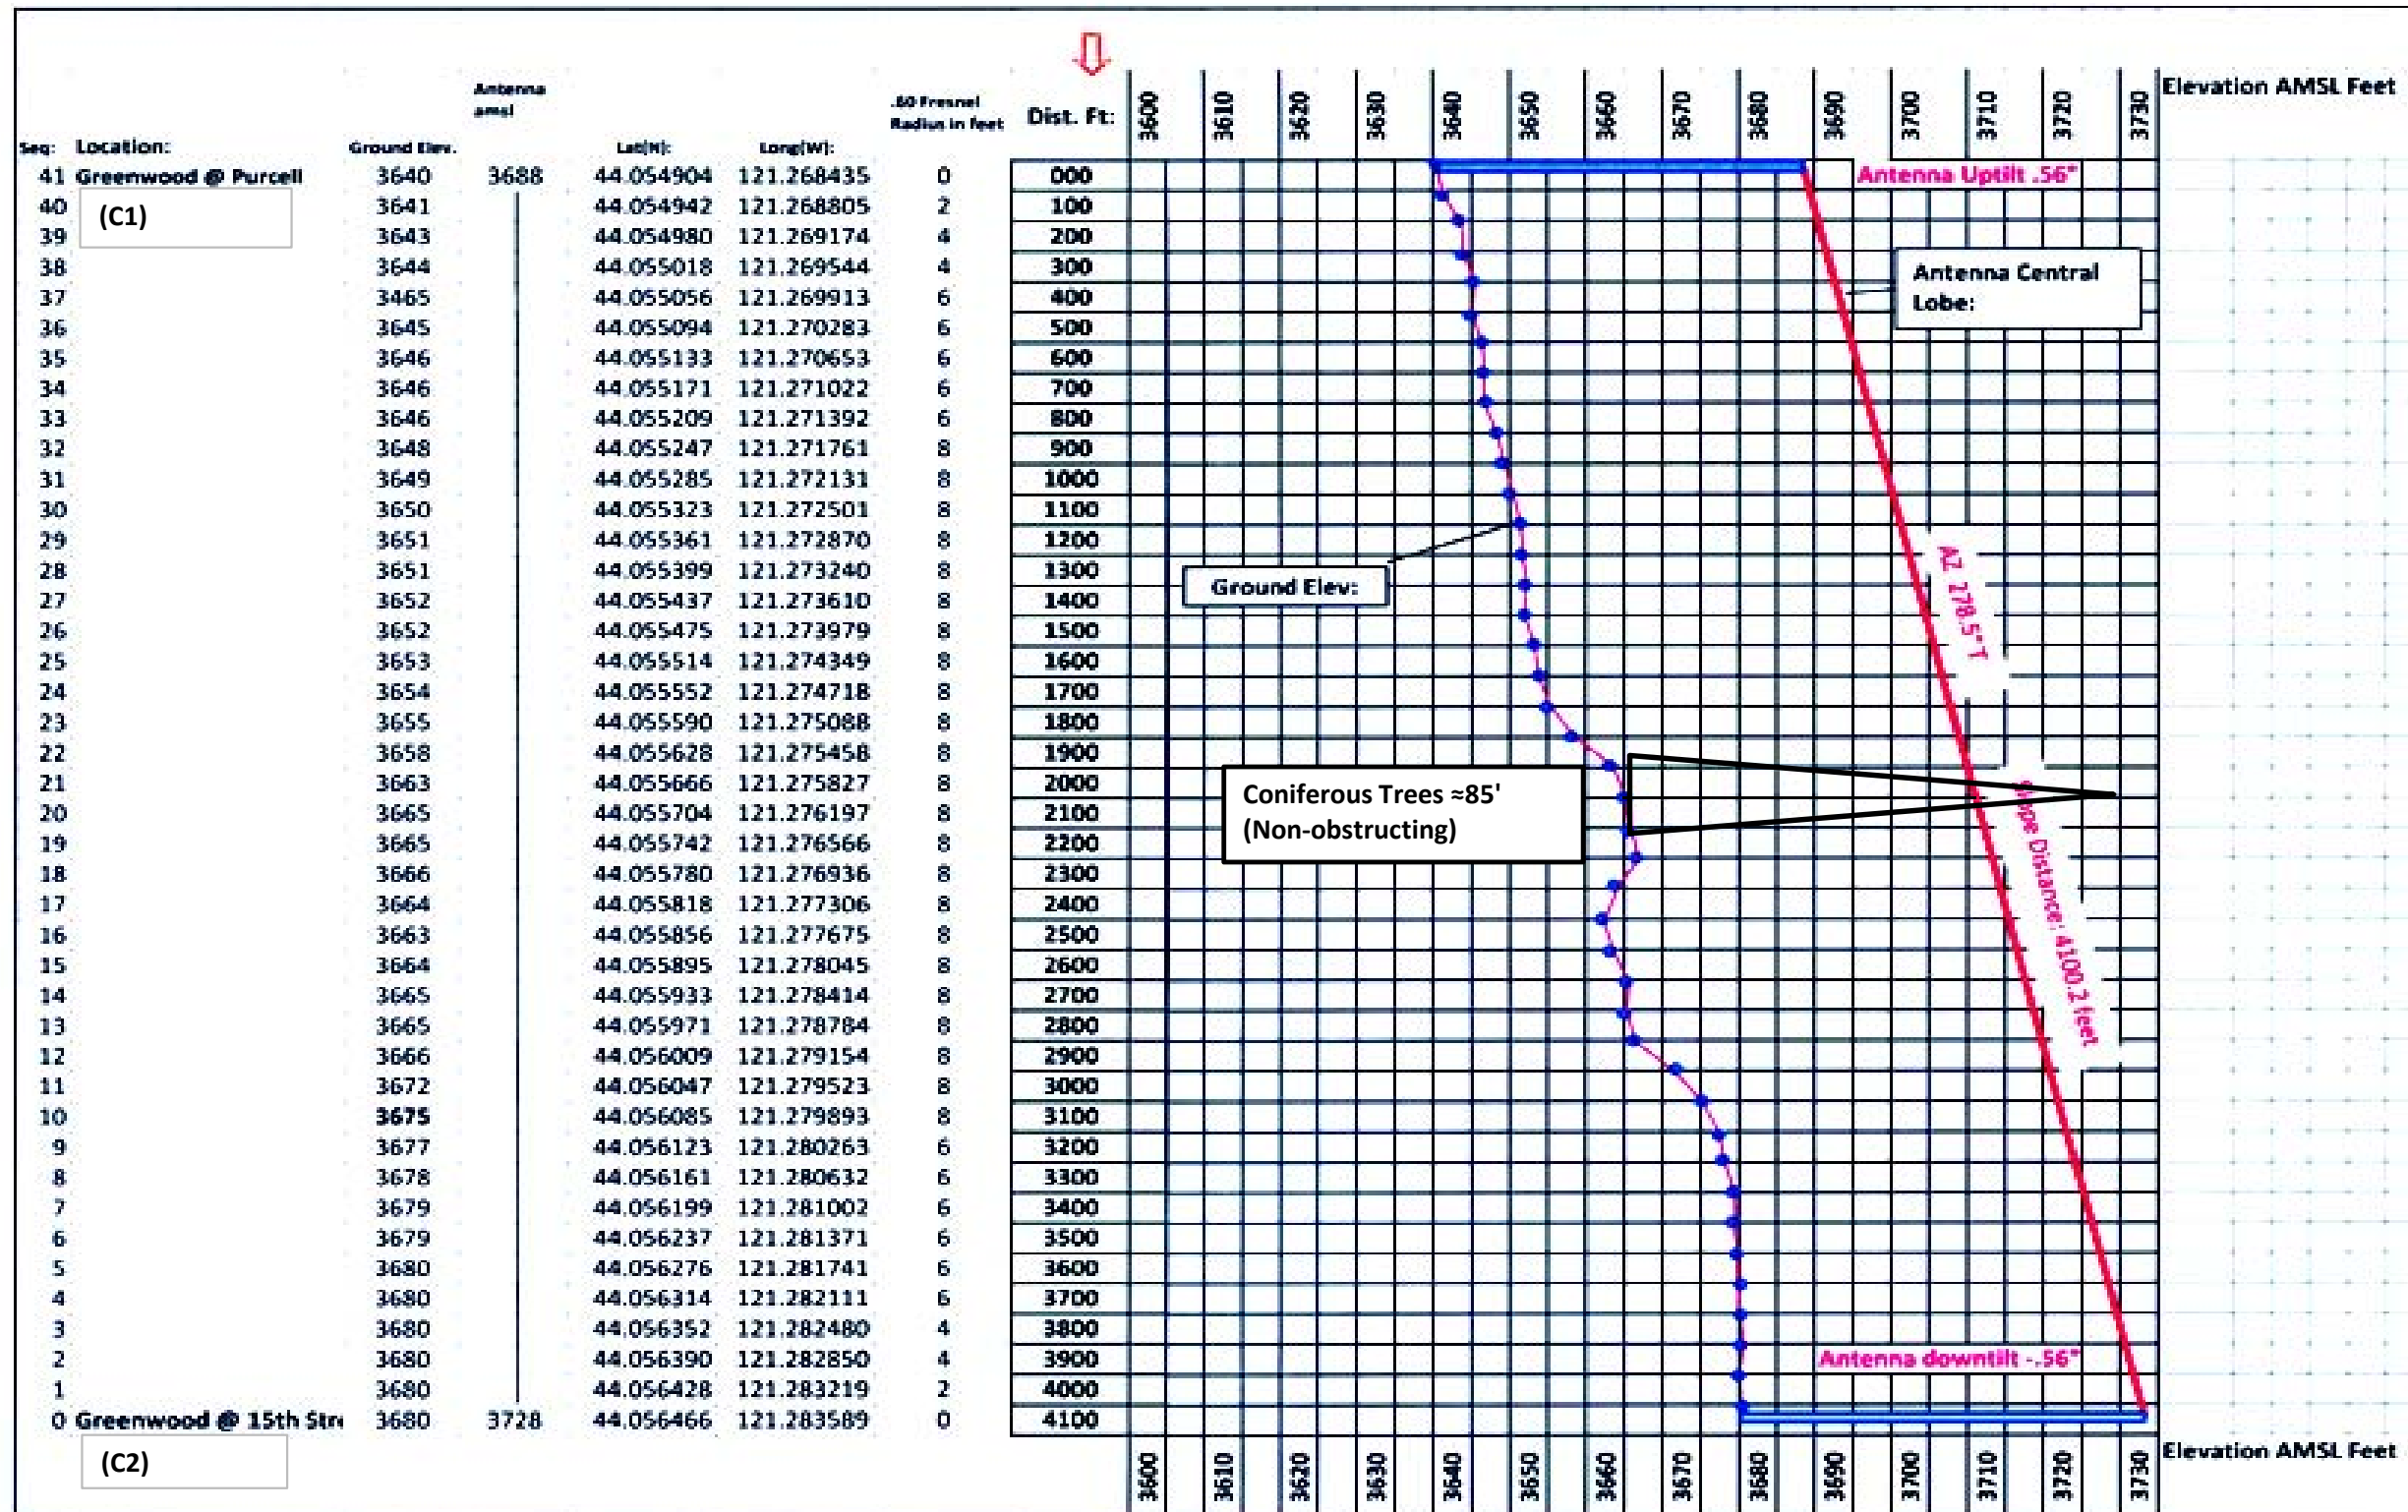 Antenna
amsl
.60 Fresnel
Radius in feet
Dist. Ft:
3600 3610 3620 3630 3640 3650 3660 3670 3680 3690 3700 3710 3720 3730
Elevation AMSL Feet
Seq: Location: Ground Elev. Lat(N): Long(W):
41 Greenwood @ Purcell 3640 3688 44.054904 121.268435 0 000
Antenna Uptilt .56°
(C1)
40 3641 44.054942 121.268805 2 100
39 3643 44.054980 121.269174 4 200
38 3644 44.055018 121.269544 4 300
Antenna Central
Lobe:
37 3465 44.055056 121.269913 6 400
36 3645 44.055094 121.270283 6 500
35 3646 44.055133 121.270653 6 600
34 3646 44.055171 121.271022 6 700
33 3646 44.055209 121.271392 6 800
32 3648 44.055247 121.271761 8 900
31 3649 44.055285 121.272131 8 1000
30 3650 44.055323 121.272501 8 1100
29 3651 44.055361 121.272870 8 1200
28 3651 44.055399 121.273240 8 1300
Ground Elev:
AZ 278.5° T
27 3652 44.055437 121.273610 8 1400
26 3652 44.055475 121.273979 8 1500
25 3653 44.055514 121.274349 8 1600
24 3654 44.055552 121.274718 8 1700
23 3655 44.055590 121.275088 8 1800
22 3658 44.055628 121.275458 8 1900
21 3663 44.055666 121.275827 8 2000
Coniferous Trees ≈85'
(Non-obstructing)
20 3665 44.055704 121.276197 8 2100
19 3665 44.055742 121.276566 8 2200
18 3666 44.055780 121.276936 8 2300
Slope Distance: 4100.2 feet
17 3664 44.055818 121.277306 8 2400
16 3663 44.055856 121.277675 8 2500
15 3664 44.055895 121.278045 8 2600
14 3665 44.055933 121.278414 8 2700
13 3665 44.055971 121.278784 8 2800
12 3666 44.056009 121.279154 8 2900
11 3672 44.056047 121.279523 8 3000
10 3675 44.056085 121.279893 8 3100
9 3677 44.056123 121.280263 6 3200
8 3678 44.056161 121.280632 6 3300
7 3679 44.056199 121.281002 6 3400
6 3679 44.056237 121.281371 6 3500
5 3680 44.056276 121.281741 6 3600
4 3680 44.056314 121.282111 6 3700
3 3680 44.056352 121.282480 4 3800
2 3680 44.056390 121.282850 4 3900
Antenna downtilt -.56°
1 3680 44.056428 121.283219 2 4000
0 Greenwood @ 15th Stre 3680 3728 44.056466 121.283589 0 4100
(C2)
3600 3610 3620 3630 3640 3650 3660 3670 3680 3690 3700 3710 3720 3730
Elevation AMSL Feet